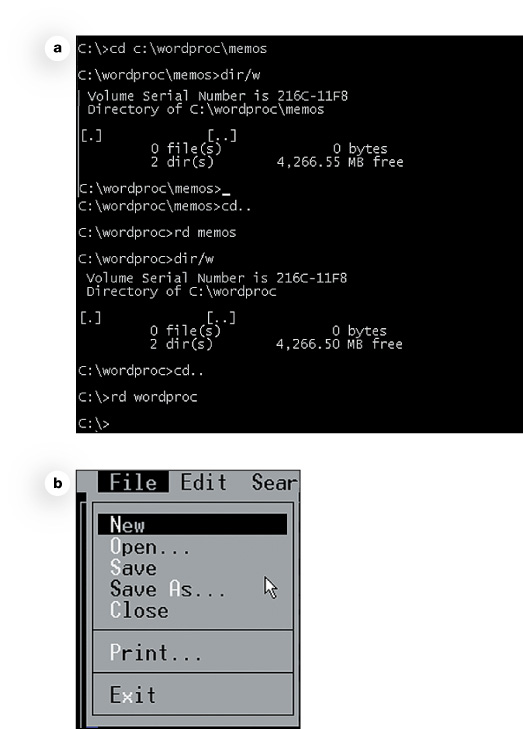 a
C:\>cd c:\wordproc\memos
C:\wordproc\memos>dir/w
Volume Serial Number is 216C-11F8
Directory of C:\wordproc\memos
[.] [..]
0 file(s) 0 bytes
2 dir(s) 4,266.55 MB free
C:\wordproc\memos>_
C:\wordproc\memos>cd..
C:\wordproc>rd memos
C:\wordproc>dir/w
Volume Serial Number is 216C-11F8
Directory of C:\wordproc
[.] [..]
0 file(s) 0 bytes
2 dir(s) 4,266.50 MB free
C:\wordproc>cd..
C:\>rd wordproc
C:\>
b
File Edit Sear
New
Open...
Save
Save As...
Close
Print...
Exit